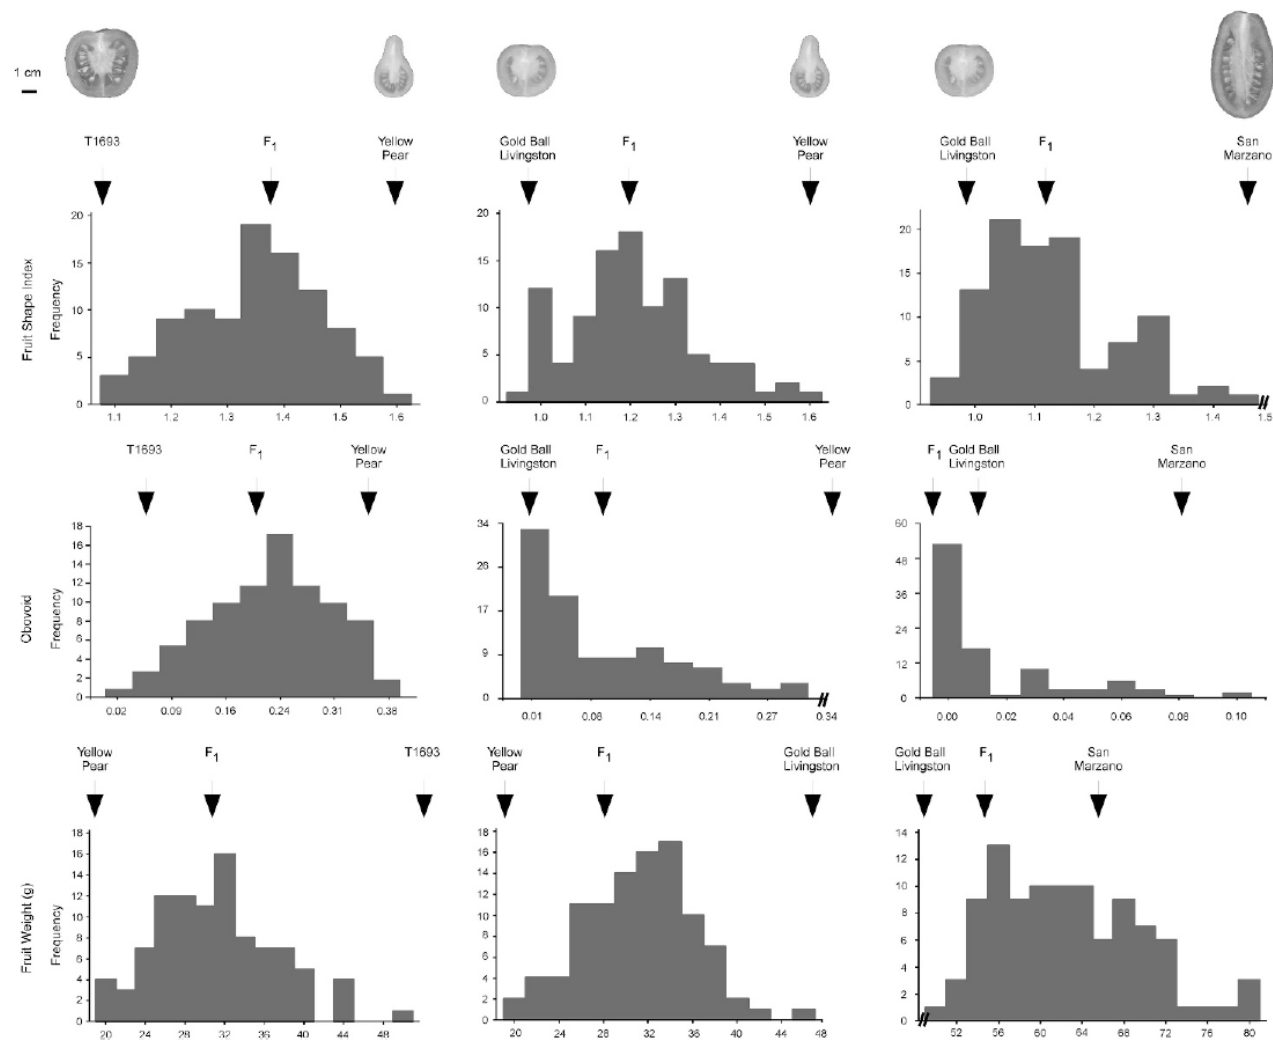 1 cm
T1693
F1
Yellow
Pear
Gold Ball
Livingston
F1
Yellow
Pear
Gold Ball
Livingston
F1
San
Marzano
Fruit Shape Index
Frequency
20
15
10
5
0
1.1 1.2 1.3 1.4 1.5 1.6
20
15
10
5
0
1.0 1.1 1.2 1.3 1.4 1.5 1.6
20
15
10
5
0
1.0 1.1 1.2 1.3 1.4 1.5
T1693
F1
Yellow
Pear
Gold Ball
Livingston
F1
Yellow
Pear
F1
Gold Ball
Livingston
San
Marzano
Obovoid
Frequency
18
16
14
12
10
8
6
4
2
0
0.02 0.09 0.16 0.24 0.31 0.38
34
26
17
9
0
0.01 0.08 0.14 0.21 0.27 0.34
60
48
36
24
12
0
0.00 0.02 0.04 0.06 0.08 0.10
Yellow
Pear
F1
T1693
Yellow
Pear
F1
Gold Ball
Livingston
Gold Ball
Livingston
F1
San
Marzano
Fruit Weight (g)
Frequency
18
16
14
12
10
8
6
4
2
0
20 24 28 32 36 40 44 48
18
16
14
12
10
8
6
4
2
0
20 24 28 32 36 40 44 48
14
12
10
8
6
4
2
0
52 56 60 64 68 72 76 80